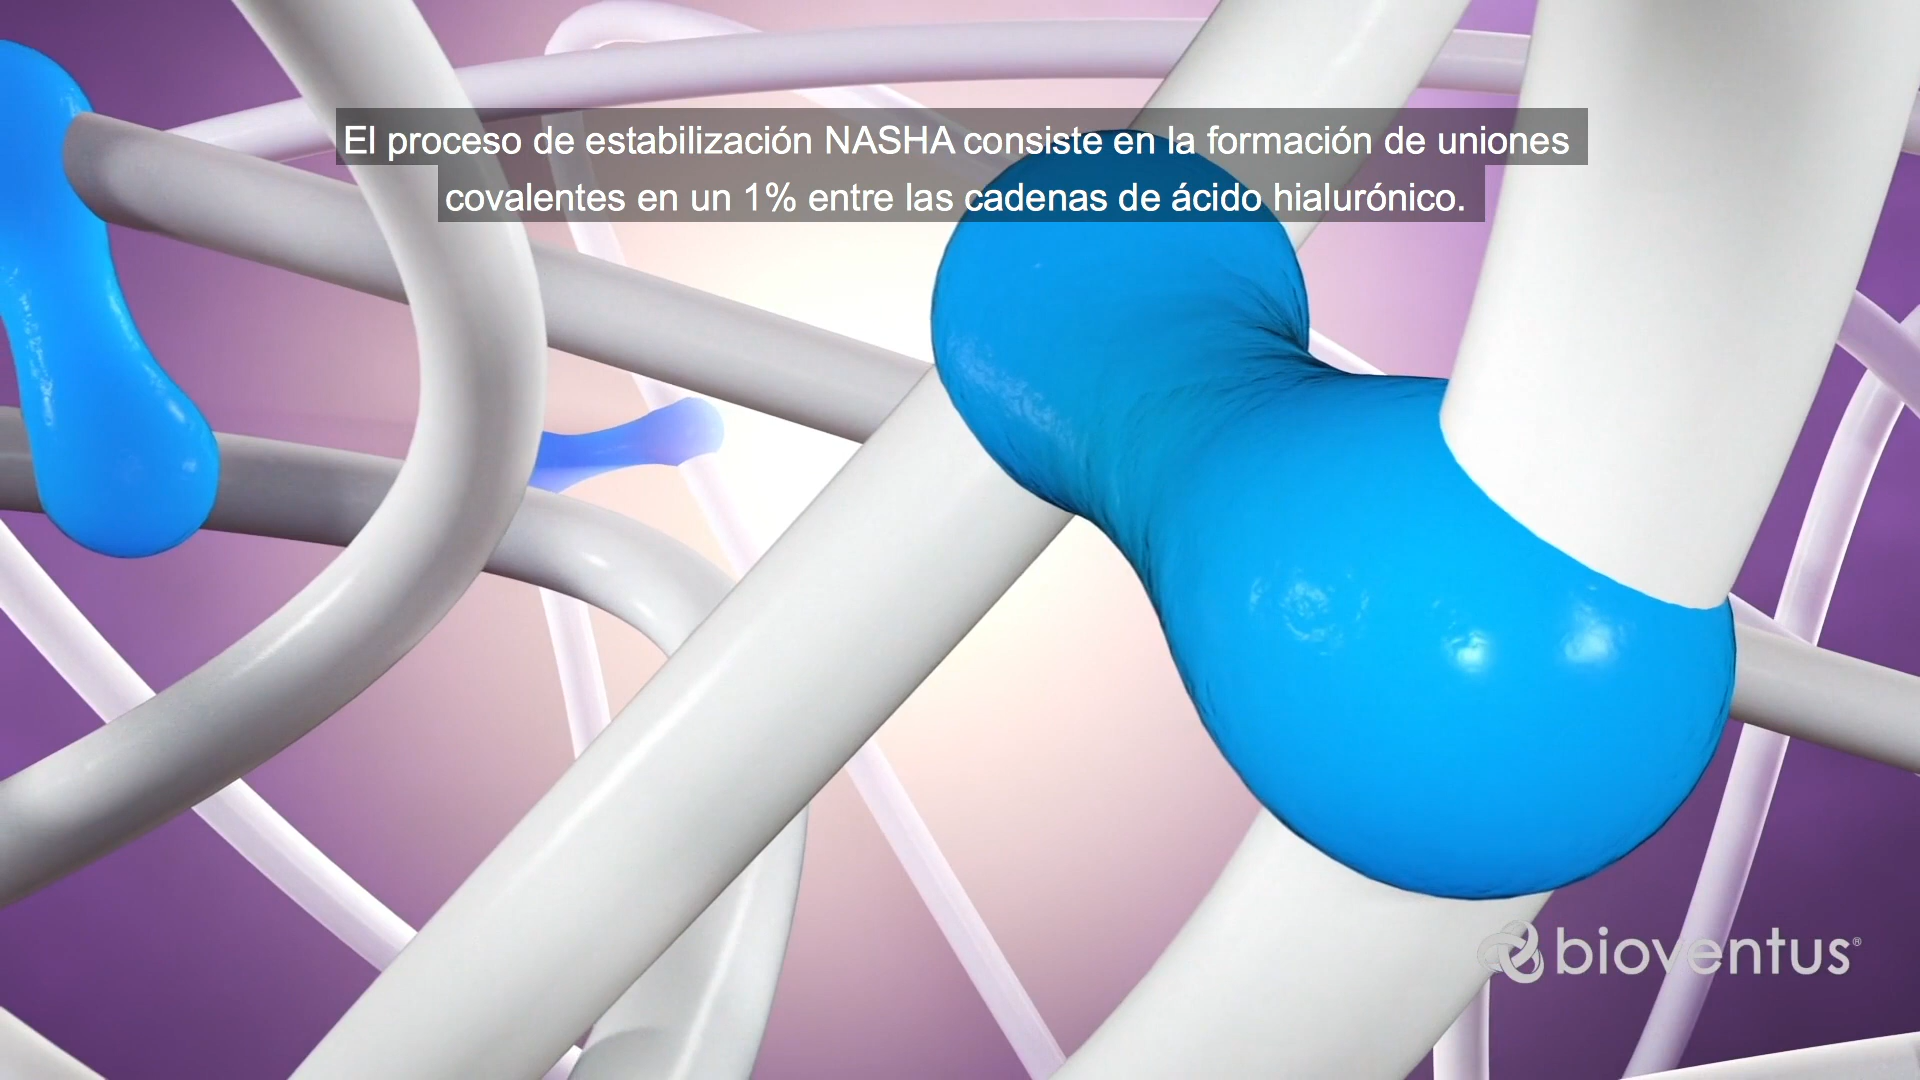 El proceso de estabilización NASHA consiste en la formación de uniones
covalentes en un 1% entre las cadenas de ácido hialurónico.
bioventus®